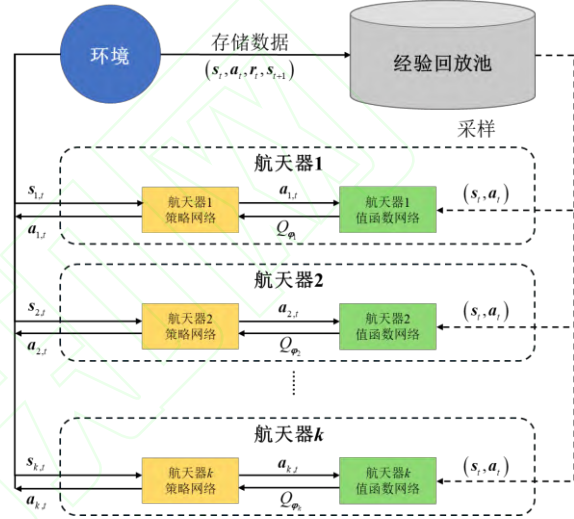 环境
存储数据
(s_t, a_t, r_t, s_{t+1})
经验回放池
采样
航天器1
s_{1,t}
a_{1,t}
航天器1
策略网络
a_{1,t}
Q_{φ_1}
航天器1
值函数网络
(s_t, a_t)
航天器2
s_{2,t}
a_{2,t}
航天器2
策略网络
a_{2,t}
Q_{φ_2}
航天器2
值函数网络
(s_t, a_t)
......
航天器k
s_{k,t}
a_{k,t}
航天器k
策略网络
a_{k,t}
Q_{φ_k}
航天器k
值函数网络
(s_t, a_t)